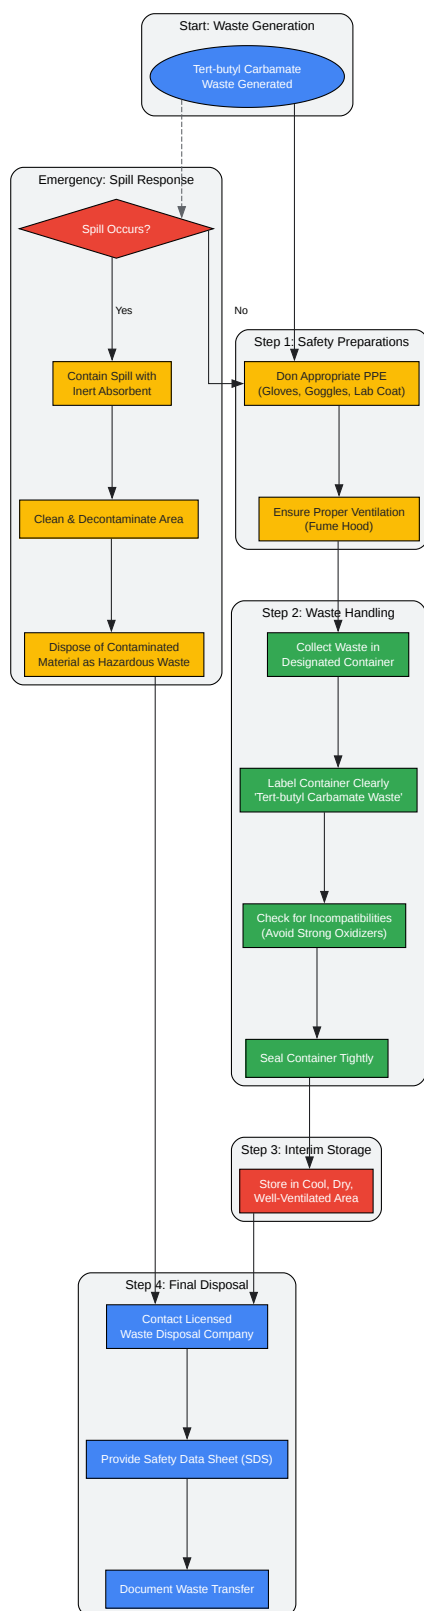 Start: Waste Generation
Tert-butyl Carbamate
Waste Generated
Emergency: Spill Response
Spill Occurs?
Yes
No
Step 1: Safety Preparations
Don Appropriate PPE
(Gloves, Goggles, Lab Coat)
Contain Spill with
Inert Absorbent
Clean & Decontaminate Area
Ensure Proper Ventilation
(Fume Hood)
Dispose of Contaminated
Material as Hazardous Waste
Step 2: Waste Handling
Collect Waste in
Designated Container
Label Container Clearly
'Tert-butyl Carbamate Waste'
Check for Incompatibilities
(Avoid Strong Oxidizers)
Seal Container Tightly
Step 3: Interim Storage
Store in Cool, Dry,
Well-Ventilated Area
Step 4: Final Disposal
Contact Licensed
Waste Disposal Company
Provide Safety Data Sheet (SDS)
Document Waste Transfer